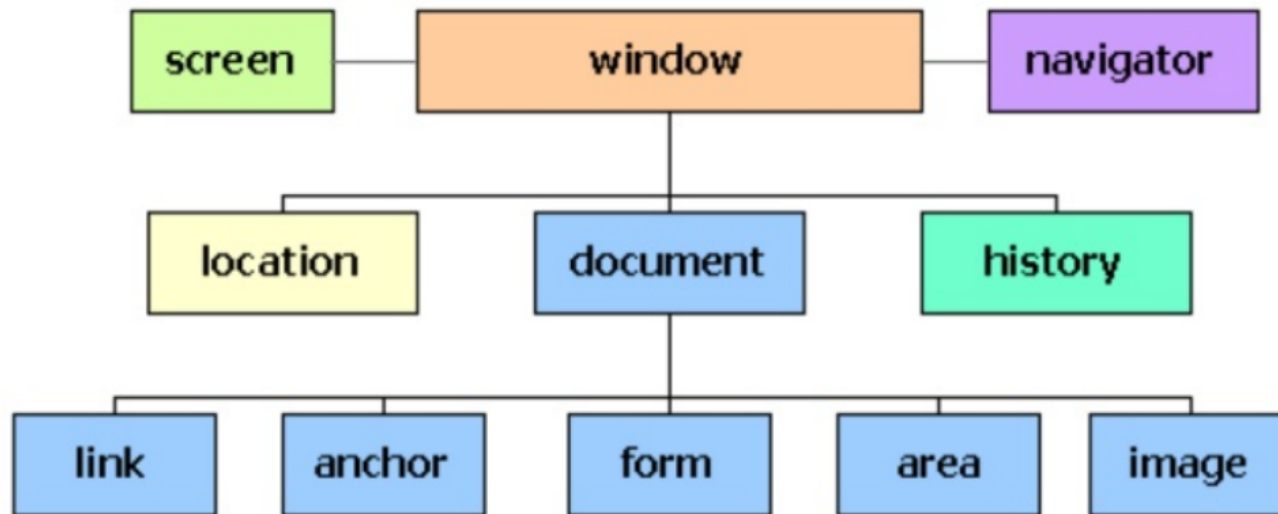 screen window navigator
location document history
link anchor form area image